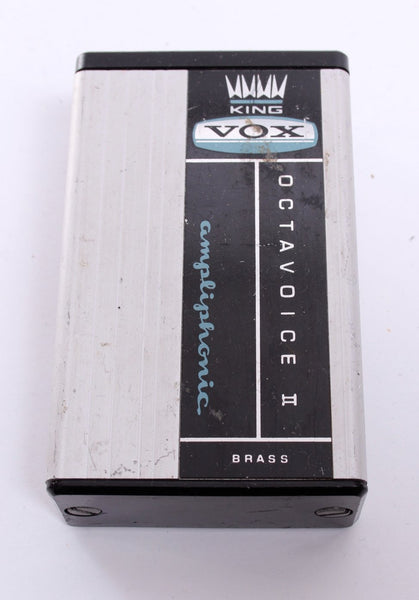 KING
VOX
OCTAVOICE II
ampliphonic
BRASS